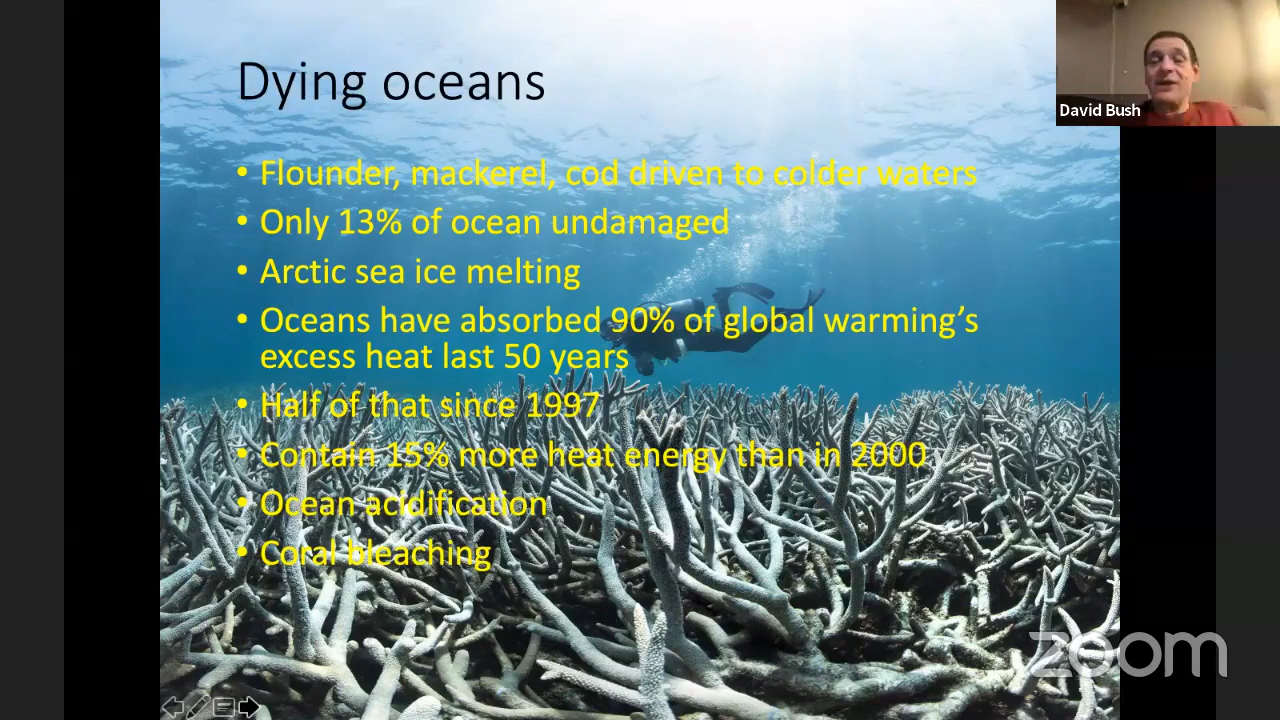 Dying oceans
• Flounder, mackerel, cod driven to colder waters
• Only 13% of ocean undamaged
• Arctic sea ice melting
• Oceans have absorbed 90% of global warming's
excess heat last 50 years
• Half of that since 1997
• Contain 15% more heat energy than in 2000
• Ocean acidification
• Coral bleaching
David Bush
zoom